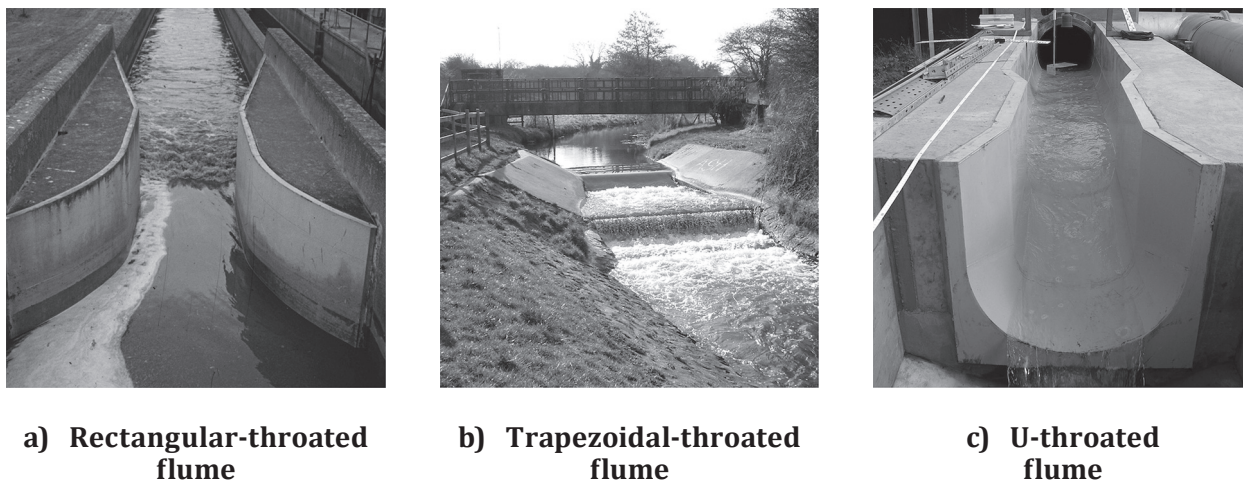 a) Rectangular-throated
flume
b) Trapezoidal-throated
flume
c) U-throated
flume